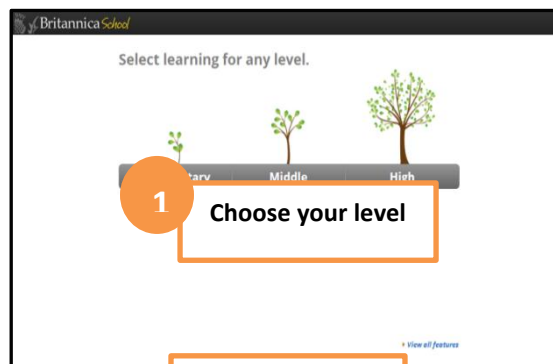 Britannica School
Select learning for any level.
Middle High
1
Choose your level
View all features